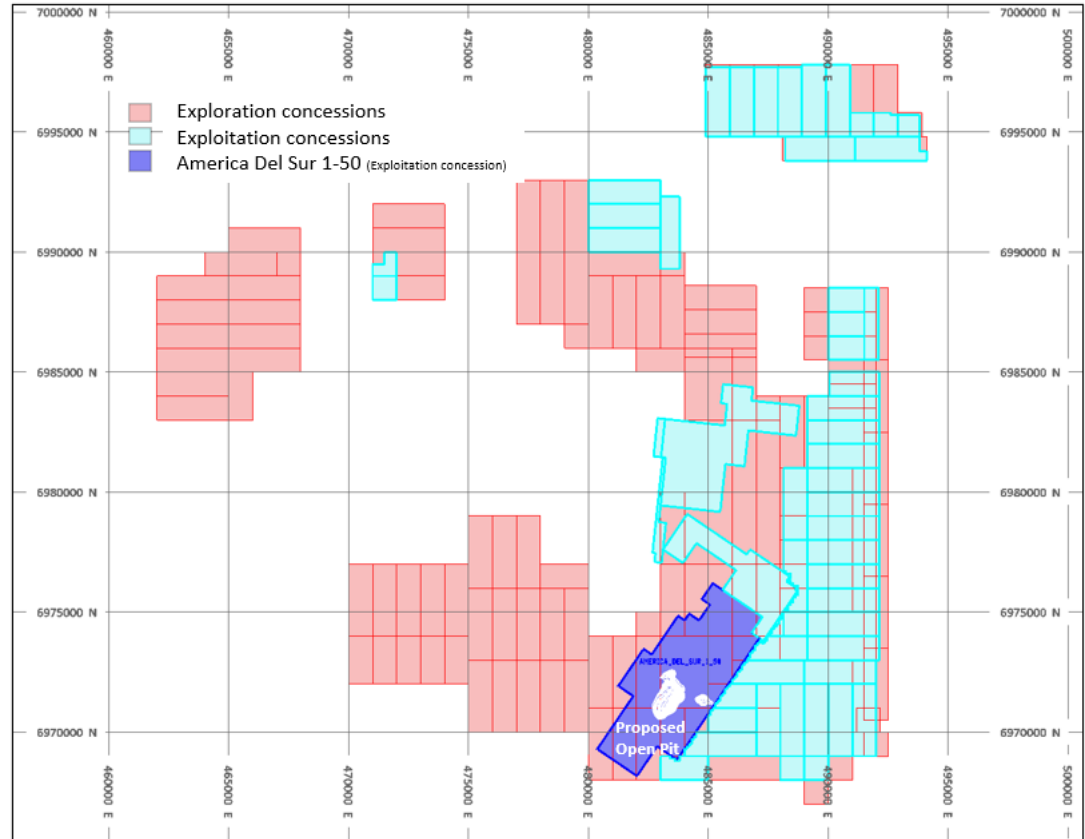 7000000 N
7000000 N
460000 E
465000 E
470000 E
475000 E
480000 E
485000 E
490000 E
495000 E
500000 E
Exploration concessions
Exploitation concessions
America Del Sur 1-50 (Exploitation concession)
6995000 N
6995000 N
6990000 N
6990000 N
6985000 N
6985000 N
6980000 N
6980000 N
6975000 N
6975000 N
AMERICA_DEL_SUR_1_50
Proposed
Open Pit
6970000 N
6970000 N
460000 E
465000 E
470000 E
475000 E
480000 E
485000 E
490000 E
495000 E
500000 E